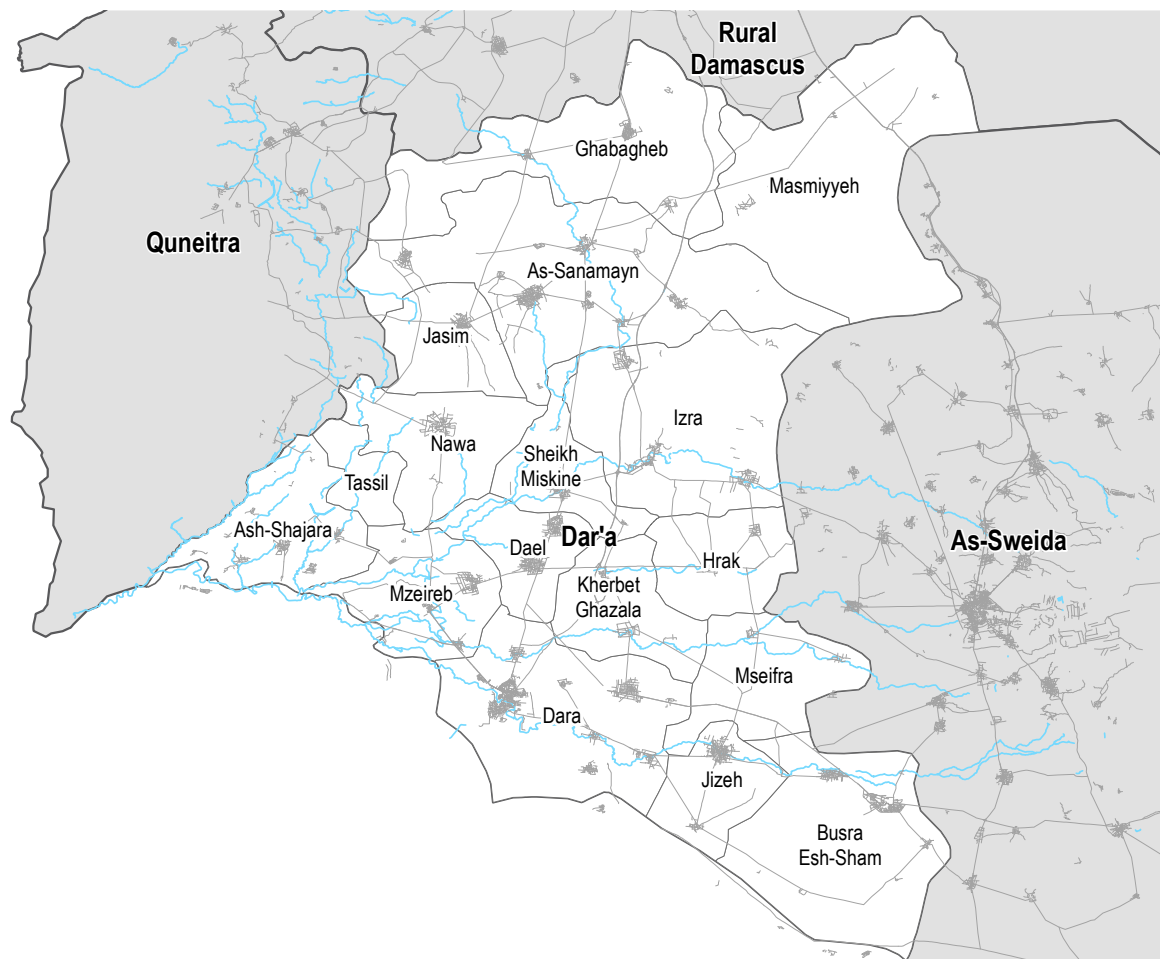 Rural
Damascus
Ghabagheb
Masmiyyeh
Quneitra
As-Sanamayn
Jasim
Izra
Nawa
Sheikh
Miskine
Tassil
Ash-Shajara
Dael
Dar'a
As-Sweida
Hrak
Mzeireb
Kherbet
Ghazala
Mseifra
Dara
Jizeh
Busra
Esh-Sham